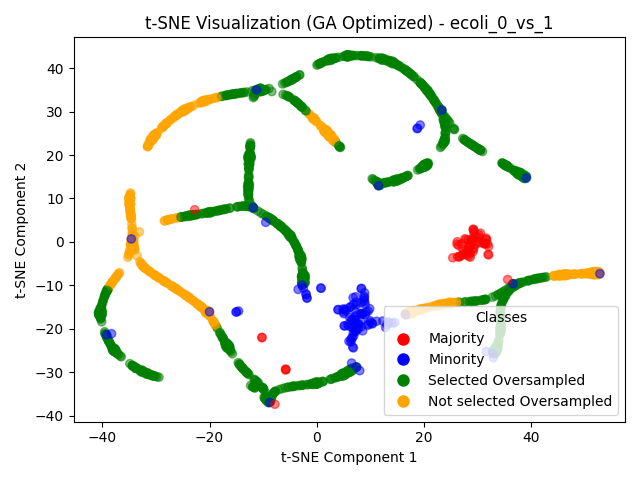 t-SNE Visualization (GA Optimized) - ecoli_0_vs_1
t-SNE Component 2
40
30
20
10
0
−10
−20
−30
−40
Classes
Majority
Minority
Selected Oversampled
Not selected Oversampled
−40 −20 0 20 40
t-SNE Component 1